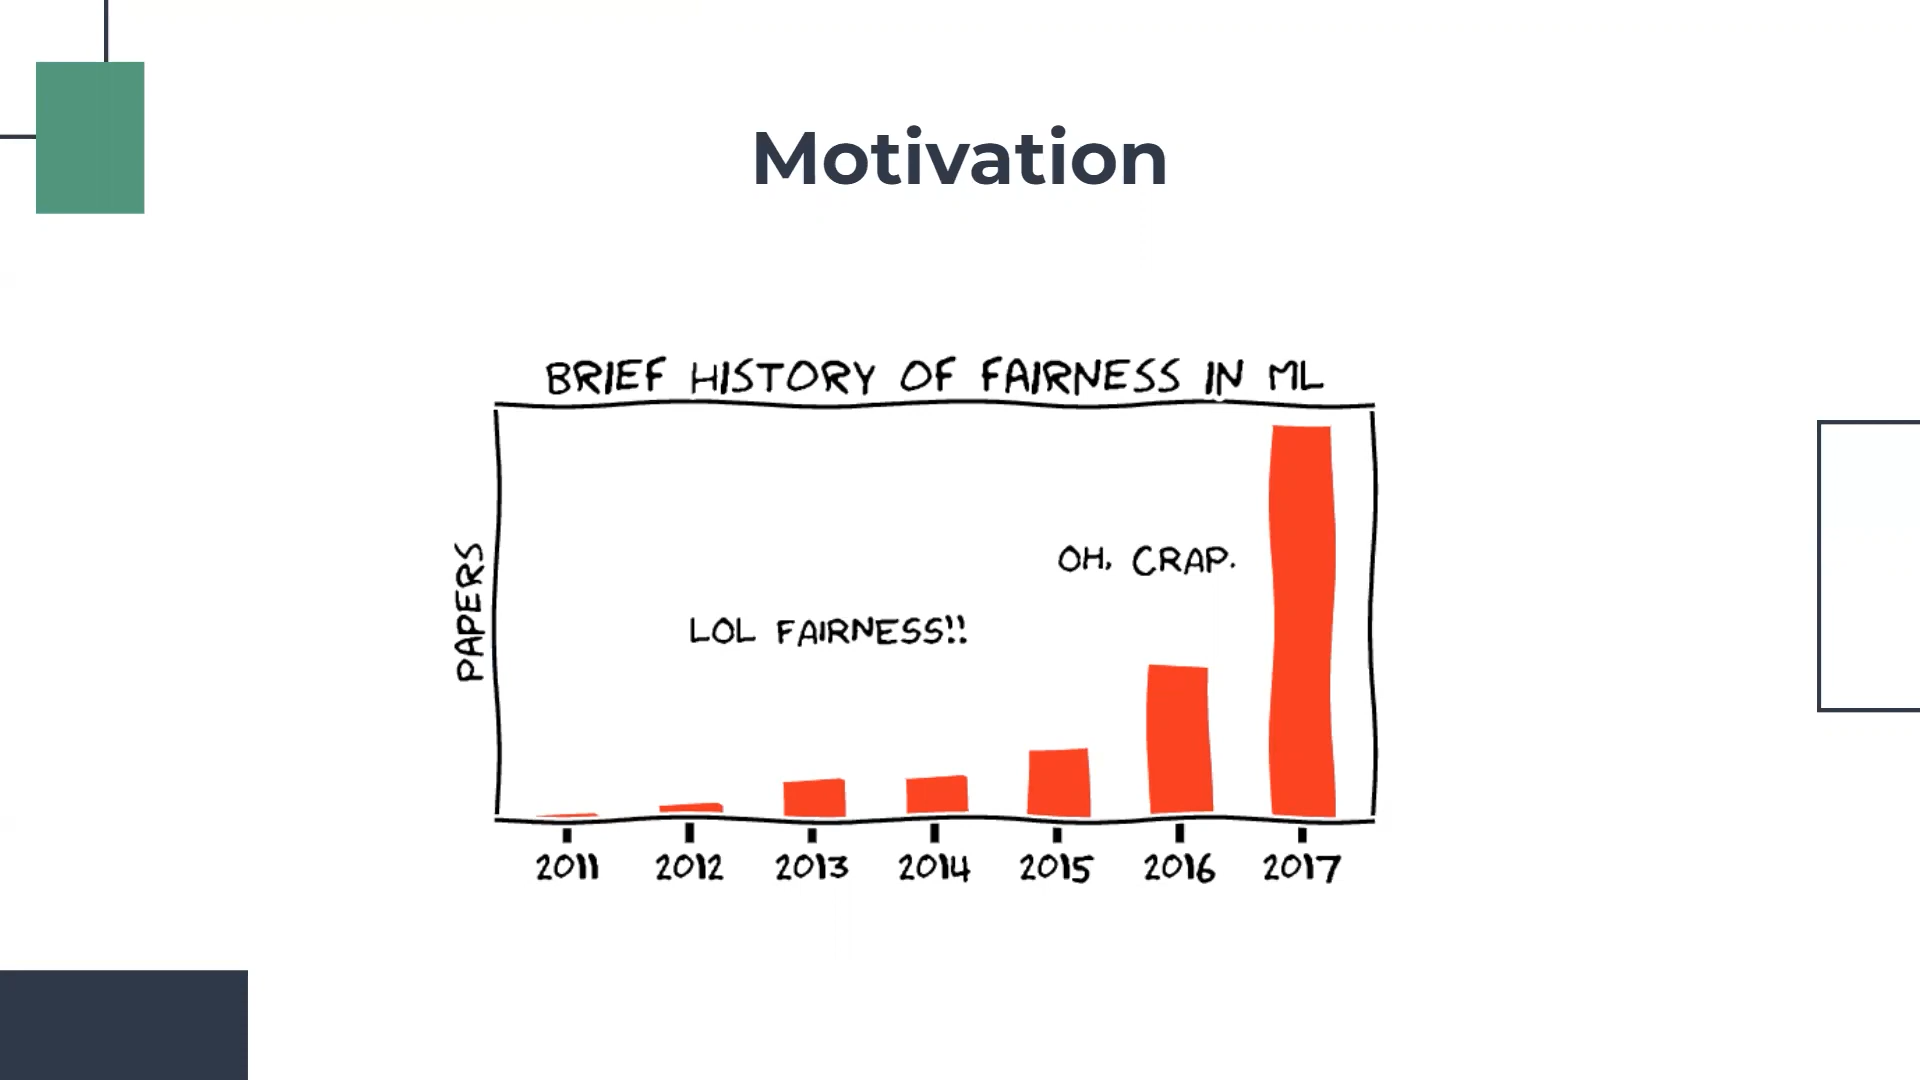 Motivation
BRIEF HISTORY OF FAIRNESS IN ML
PAPERS
OH, CRAP.
LOL FAIRNESS!!
2011 2012 2013 2014 2015 2016 2017